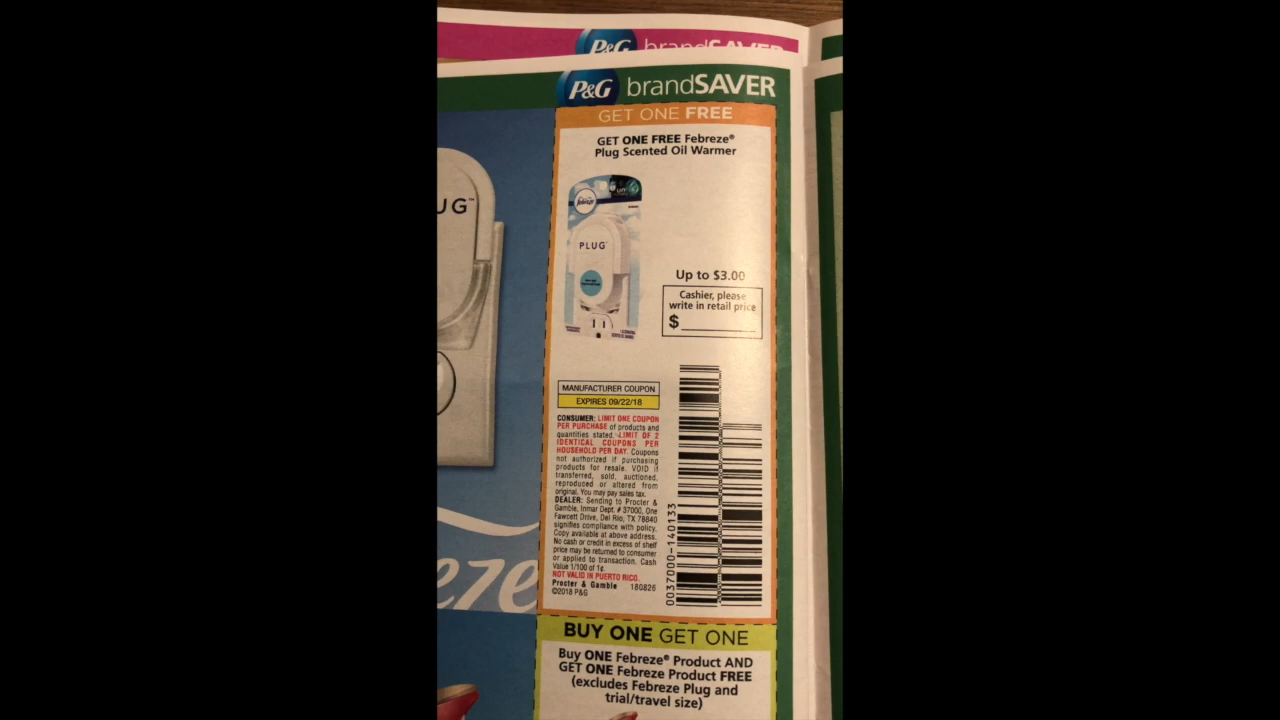 P&G brandSAVER
P&G brandSAVER
GET ONE FREE
GET ONE FREE Febreze®
Plug Scented Oil Warmer
UG™
febreze
PLUG
Up to $3.00
Cashier, please
write in retail price
$
MANUFACTURER COUPON
EXPIRES 09/22/18
CONSUMER: LIMIT ONE COUPON
PER PURCHASE of products and
quantities stated. LIMIT OF 2
IDENTICAL COUPONS PER
HOUSEHOLD PER DAY. Coupons
not authorized if purchasing
products for resale. VOID if
transferred, sold, auctioned,
reproduced or altered from
original. You may pay sales tax.
DEALER: Sending to Procter &
Gamble, Inmar Dept. # 37000, One
Fawcett Drive, Del Rio, TX 78840
signifies compliance with policy.
Copy available at above address.
No cash or credit in excess of shelf
price may be returned to consumer
or applied to transaction. Cash
Value 1/100 of 1¢.
NOT VALID IN PUERTO RICO.
Procter & Gamble 180826
©2018 P&G
0037000-140133
eze
BUY ONE GET ONE
Buy ONE Febreze® Product AND
GET ONE Febreze Product FREE
(excludes Febreze Plug and
trial/travel size)